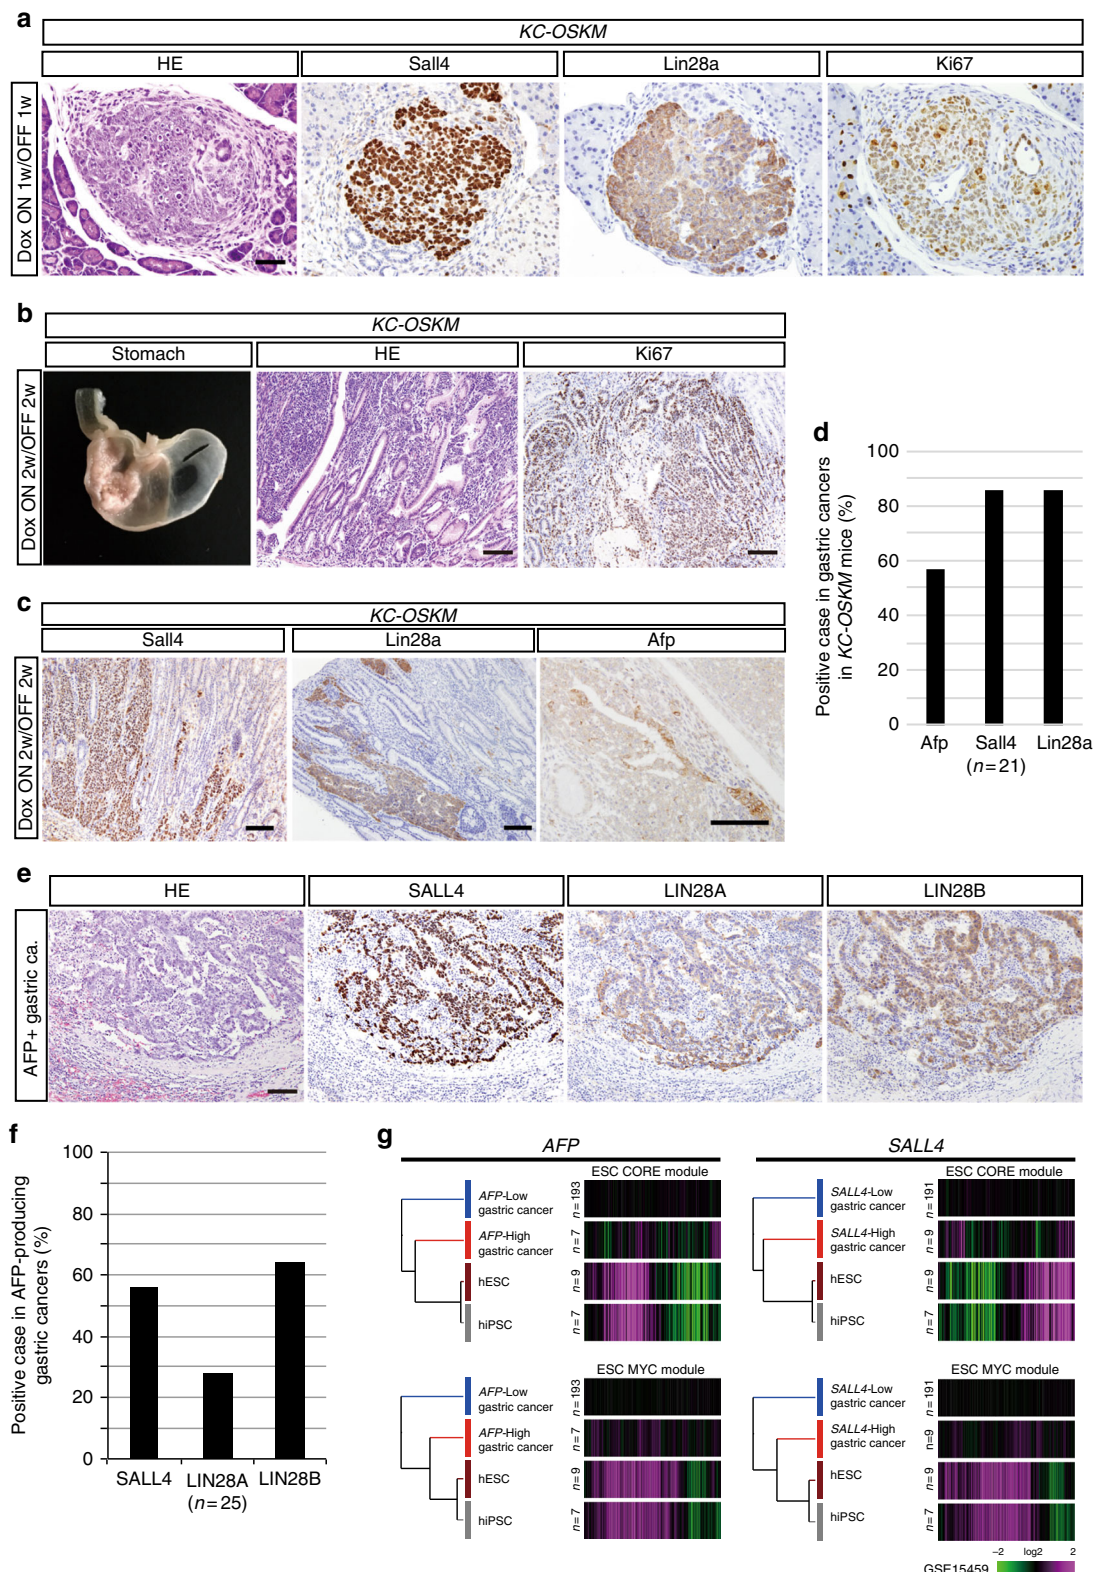 a
KC-OSKM
HE
Sall4
Lin28a
Ki67
Dox ON 1w/OFF 1w
b
KC-OSKM
Stomach
HE
Ki67
Dox ON 2w/OFF 2w
c
KC-OSKM
Sall4
Lin28a
Afp
Dox ON 2w/OFF 2w
d
Positive case in gastric cancers
in KC-OSKM mice (%)
100
80
60
40
20
0
Afp
Sall4
Lin28a
(n=21)
e
HE
SALL4
LIN28A
LIN28B
AFP+ gastric ca.
f
Positive case in AFP-producing
gastric cancers (%)
100
80
60
40
20
0
SALL4
LIN28A
LIN28B
(n=25)
g
AFP
ESC CORE module
AFP-Low
gastric cancer
n=193
AFP-High
gastric cancer
n=7
hESC
n=9
hiPSC
n=7
ESC MYC module
AFP-Low
gastric cancer
n=193
AFP-High
gastric cancer
n=7
hESC
n=9
hiPSC
n=7
SALL4
ESC CORE module
SALL4-Low
gastric cancer
n=191
SALL4-High
gastric cancer
n=9
hESC
n=9
hiPSC
n=7
ESC MYC module
SALL4-Low
gastric cancer
n=191
SALL4-High
gastric cancer
n=9
hESC
n=9
hiPSC
n=7
−2 log2 2
GSE15459